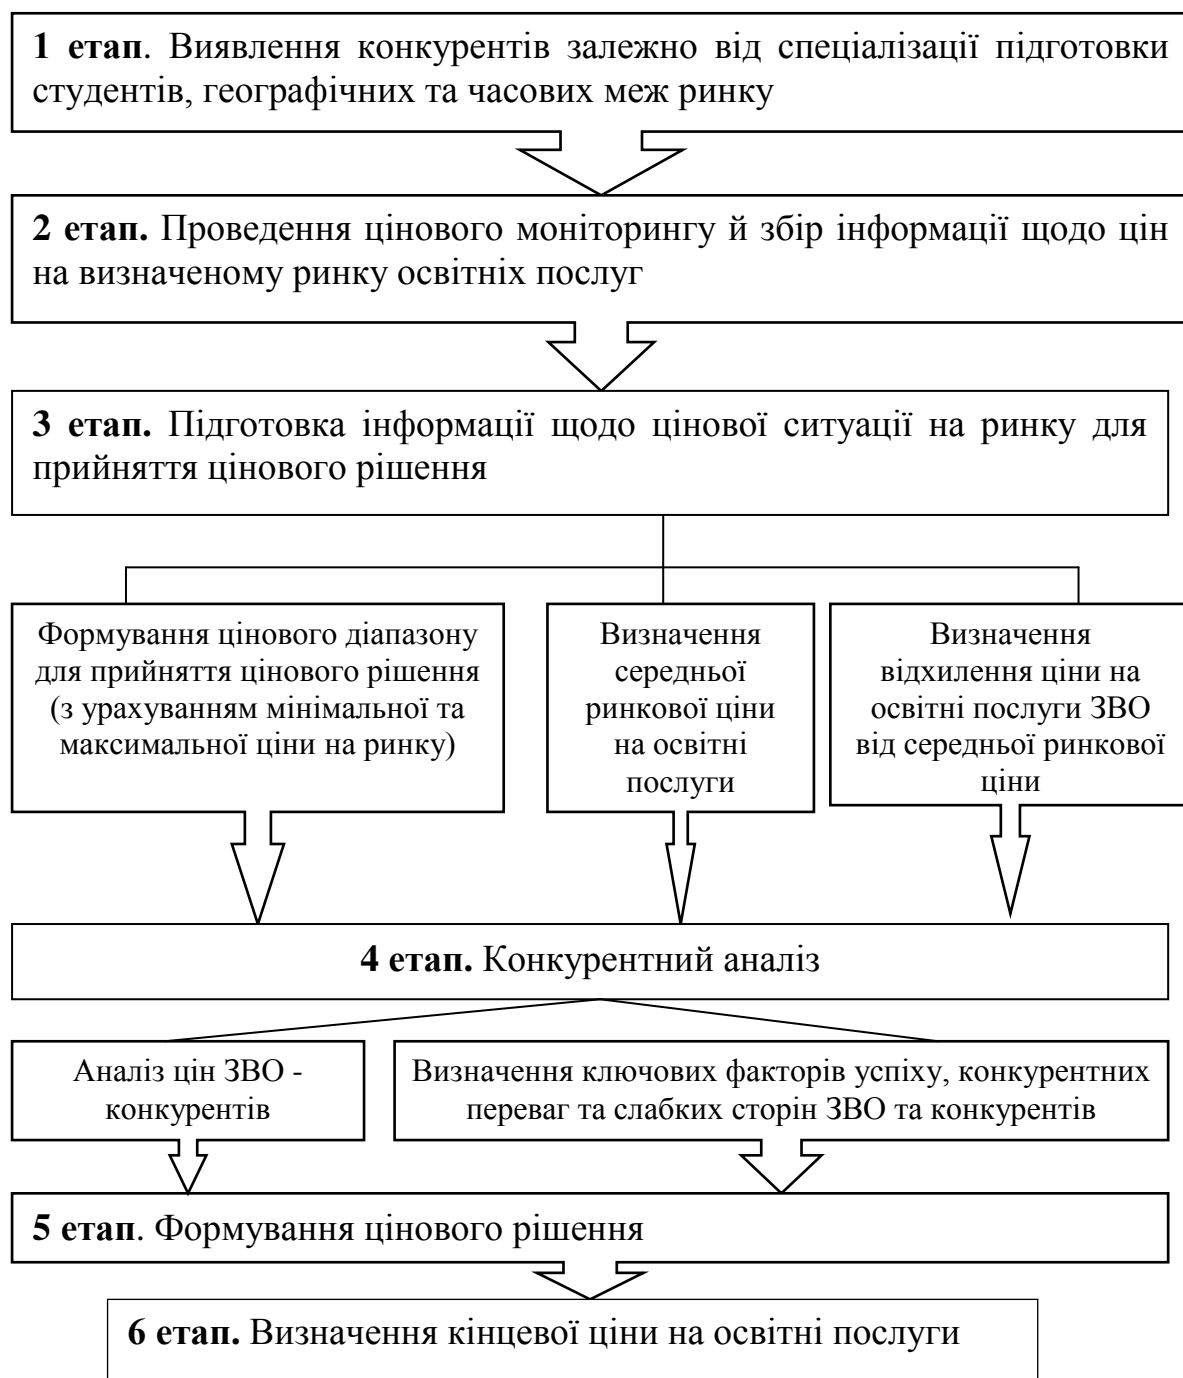 1 етап. Виявлення конкурентів залежно від спеціалізації підготовки
студентів, географічних та часових меж ринку
2 етап. Проведення цінового моніторингу й збір інформації щодо цін
на визначеному ринку освітніх послуг
3 етап. Підготовка інформації щодо цінової ситуації на ринку для
прийняття цінового рішення
Формування цінового діапазону
для прийняття цінового рішення
(з урахуванням мінімальної та
максимальної ціни на ринку)
Визначення
середньої
ринкової ціни
на освітні
послуги
Визначення
відхилення ціни на
освітні послуги ЗВО
від середньої ринкової
ціни
4 етап. Конкурентний аналіз
Аналіз цін ЗВО -
конкурентів
Визначення ключових факторів успіху, конкурентних
переваг та слабких сторін ЗВО та конкурентів
5 етап. Формування цінового рішення
6 етап. Визначення кінцевої ціни на освітні послуги